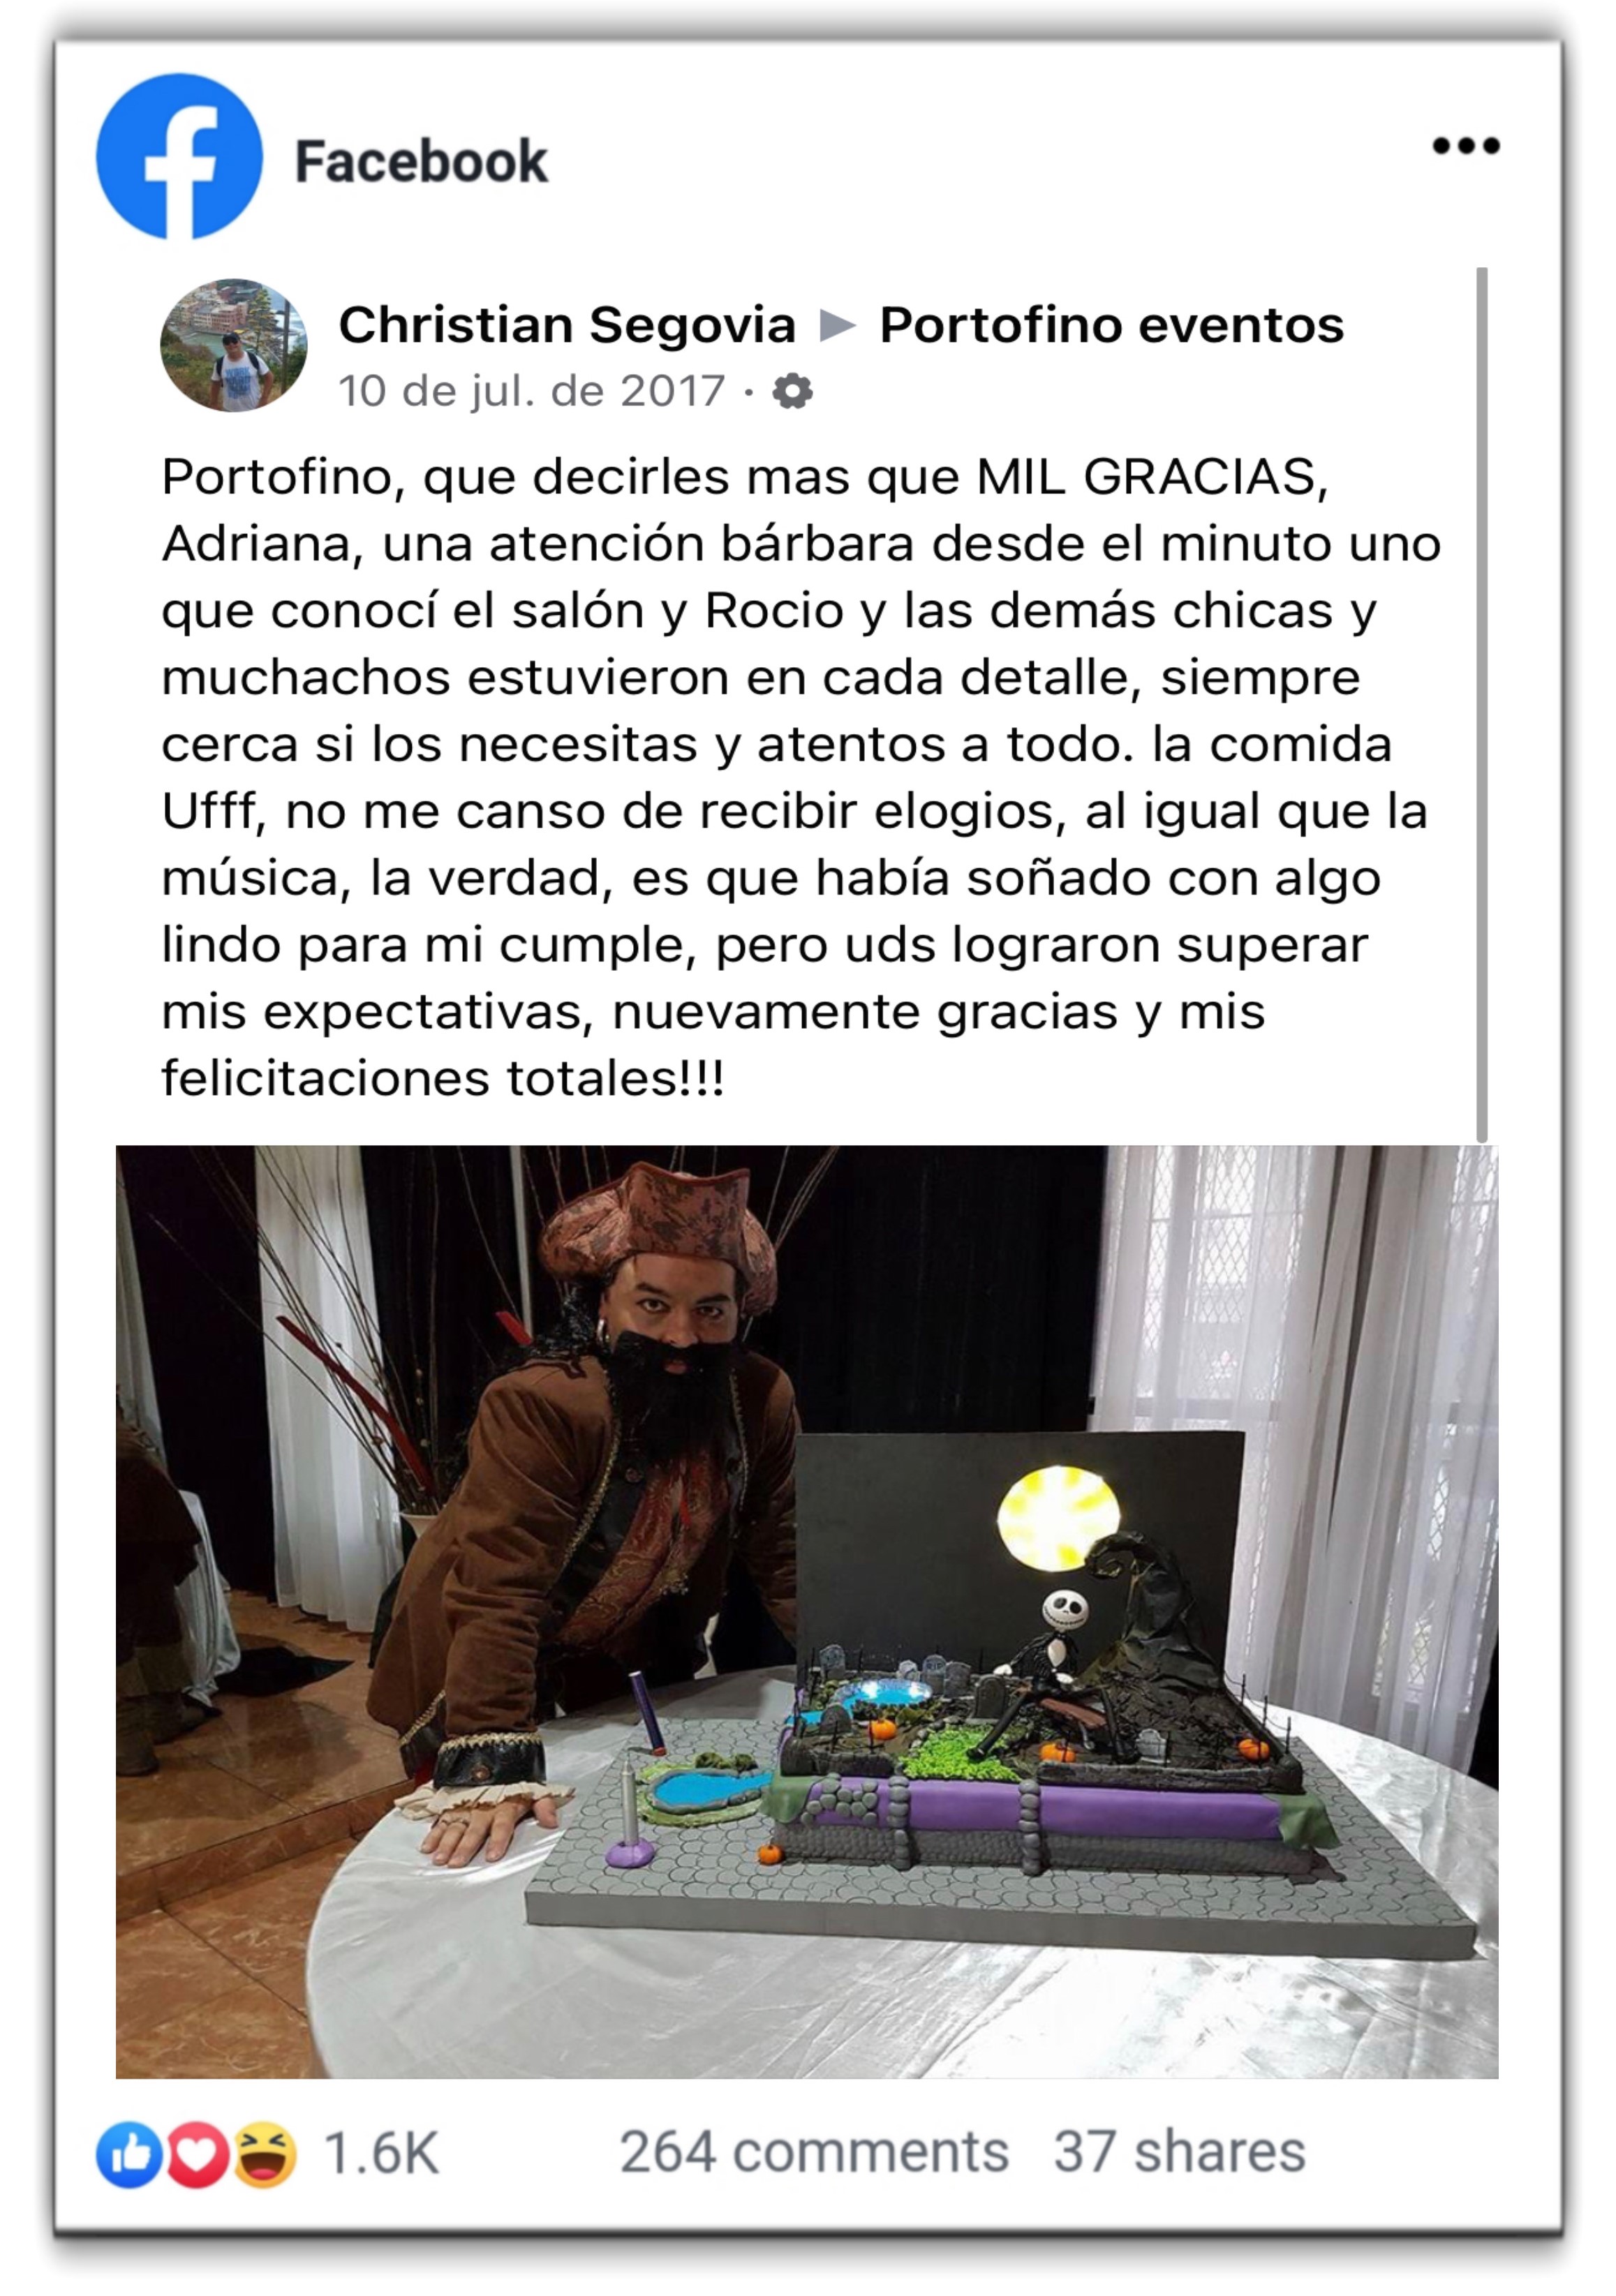 Facebook
Christian Segovia ▶ Portofino eventos
10 de jul. de 2017 ·
Portofino, que decirles mas que MIL GRACIAS,
Adriana, una atención bárbara desde el minuto uno
que conocí el salón y Rocio y las demás chicas y
muchachos estuvieron en cada detalle, siempre
cerca si los necesitas y atentos a todo. la comida
Ufff, no me canso de recibir elogios, al igual que la
música, la verdad, es que había soñado con algo
lindo para mi cumple, pero uds lograron superar
mis expectativas, nuevamente gracias y mis
felicitaciones totales!!!
1.6K 264 comments 37 shares